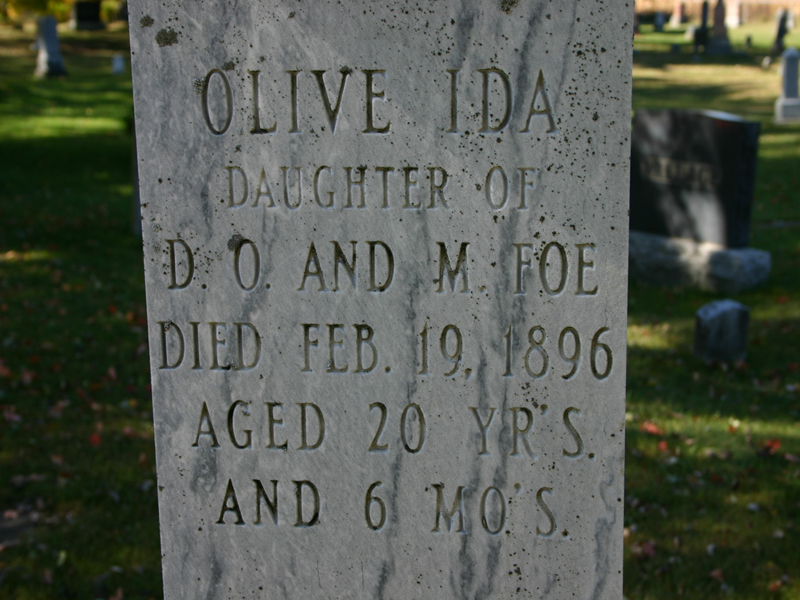 OLIVE IDA
DAUGHTER OF
D. O. AND M. FOE
DIED FEB. 19, 1896
AGED 20 YR'S.
AND 6 MO'S.